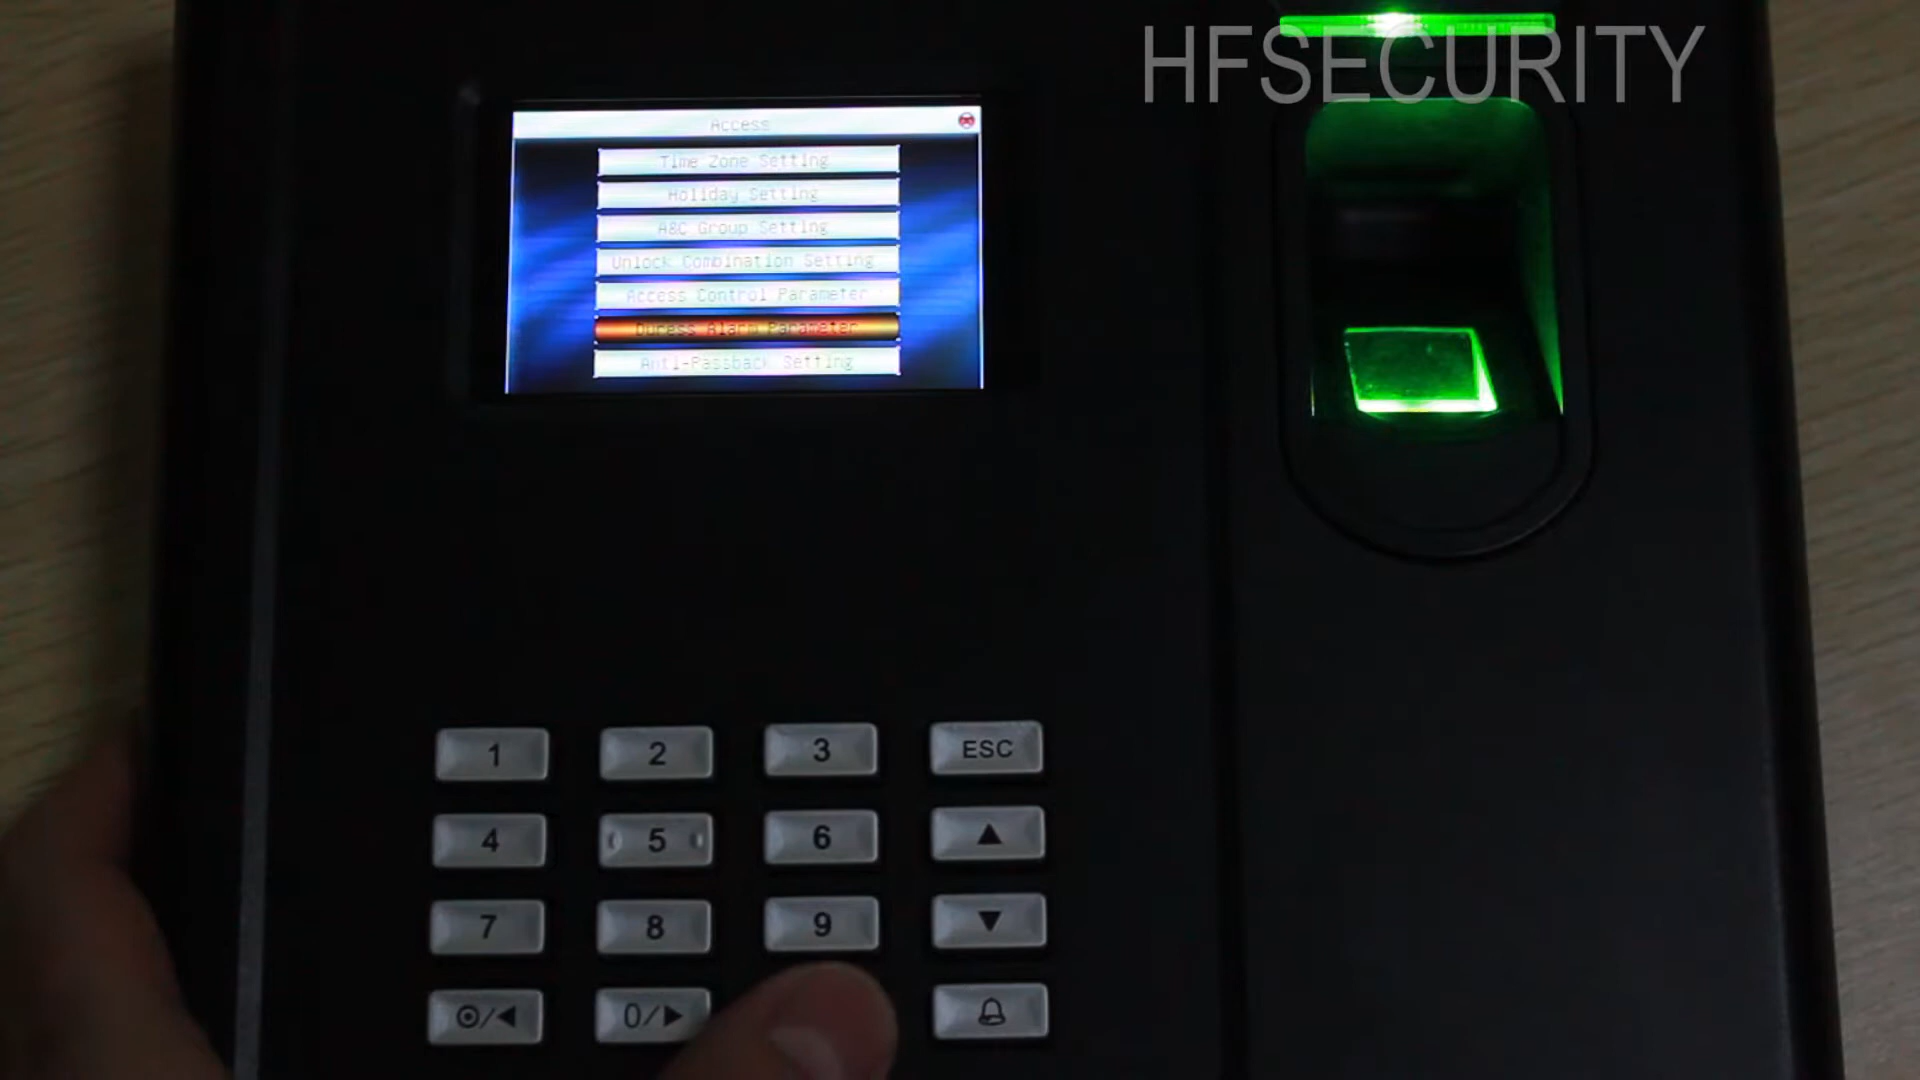 HFSECURITY
Access
Time Zone Setting
Holiday Setting
A&C Group Setting
Unlock Combination Setting
Access Control Parameter
Duress Alarm Parameter
Anti-Passback Setting
1 2 3 ESC
4 5 6 ▲
7 8 9 ▼
⊙/◀ 0/▶